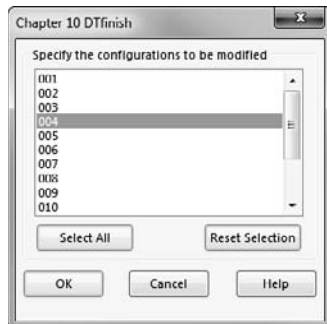 Chapter 10 DTfinish
x
Specify the configurations to be modified
001
002
003
004
005
006
007
008
009
010
Select All
Reset Selection
OK
Cancel
Help